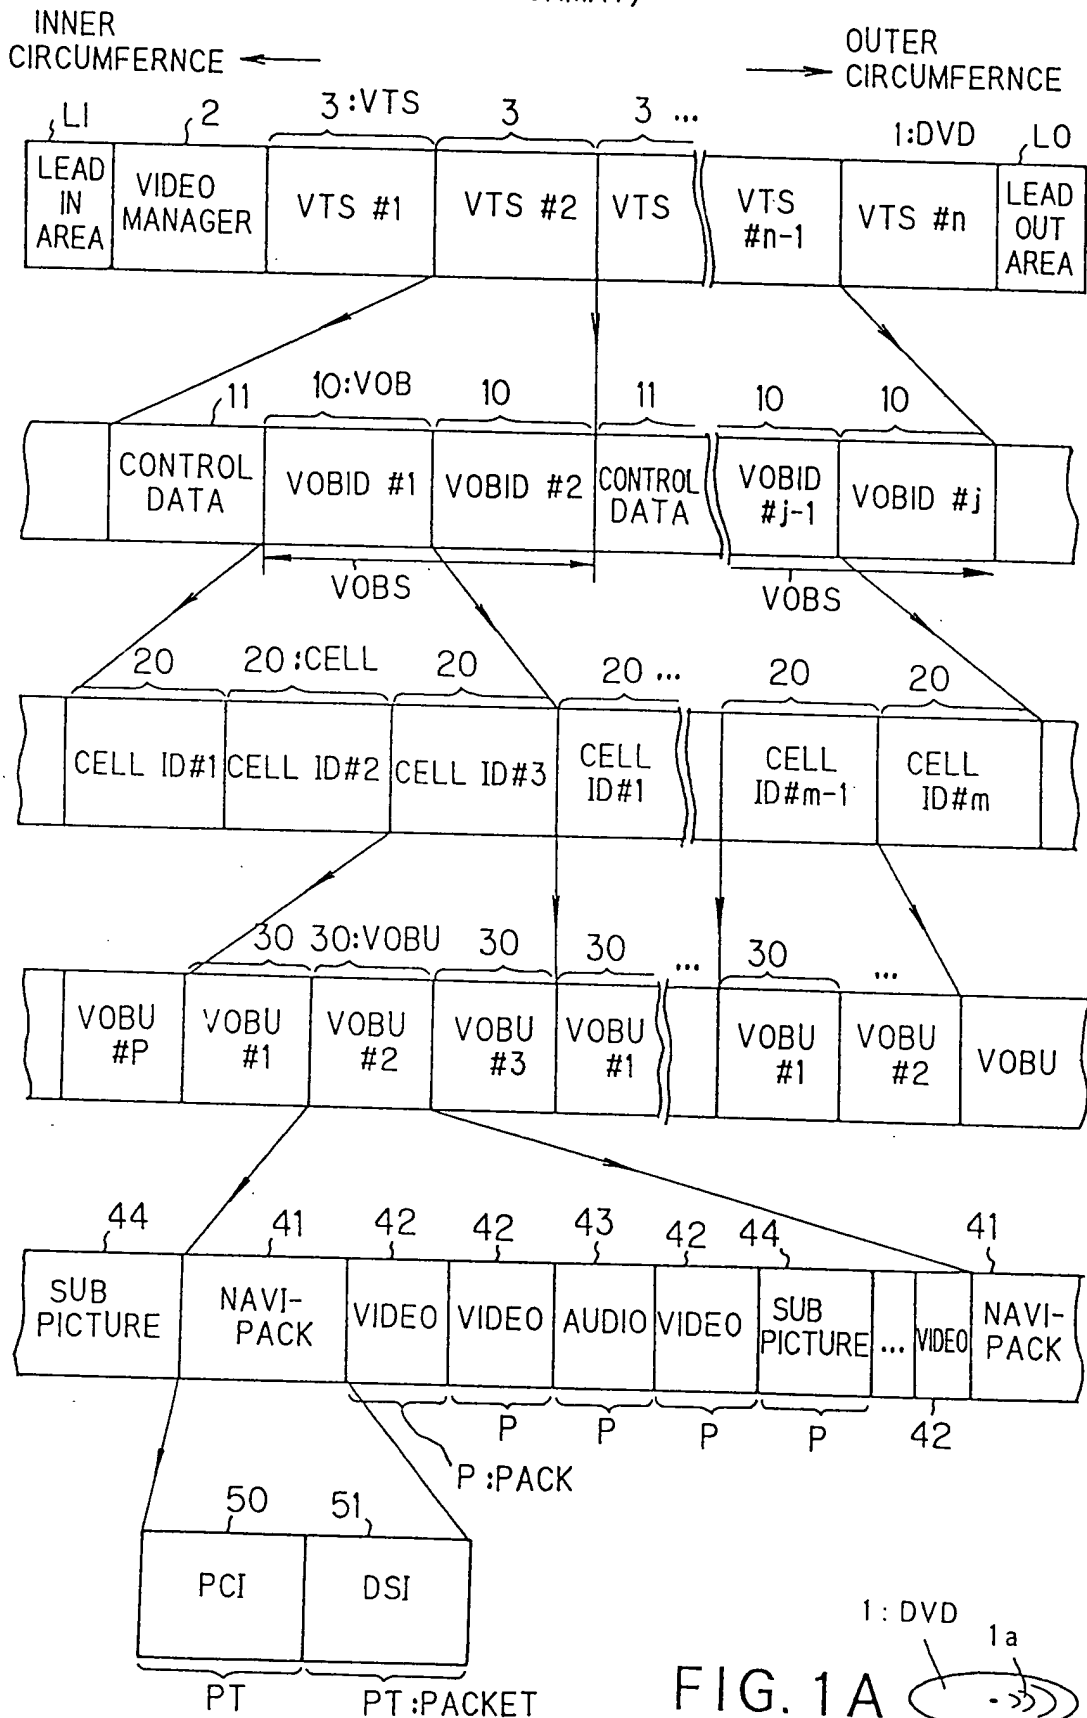 INNER
CIRCUMFERNCE
OUTER
CIRCUMFERNCE
LI 2 3:VTS 3 3 ... 1:DVD LO
LEAD IN AREA
VIDEO MANAGER
VTS #1
VTS #2
VTS
VTS #n-1
VTS #n
LEAD OUT AREA
11 10:VOB 10 11 10 10
CONTROL DATA
VOBID #1
VOBID #2
CONTROL DATA
VOBID #j-1
VOBID #j
VOBS
VOBS
20 20:CELL 20 20 ... 20 20
CELL ID#1
CELL ID#2
CELL ID#3
CELL ID#1
CELL ID#m-1
CELL ID#m
30 30:VOBU 30 30 ... 30 ...
VOBU #P
VOBU #1
VOBU #2
VOBU #3
VOBU #1
VOBU #1
VOBU #2
VOBU
44 41 42 42 43 42 44 41
SUB PICTURE
NAVI-PACK
VIDEO
VIDEO
AUDIO
VIDEO
SUB PICTURE
...
VIDEO
NAVI-PACK
P P P P 42
P:PACK
50 51
PCI
DSI
PT PT:PACKET
1:DVD
1a
FIG. 1A